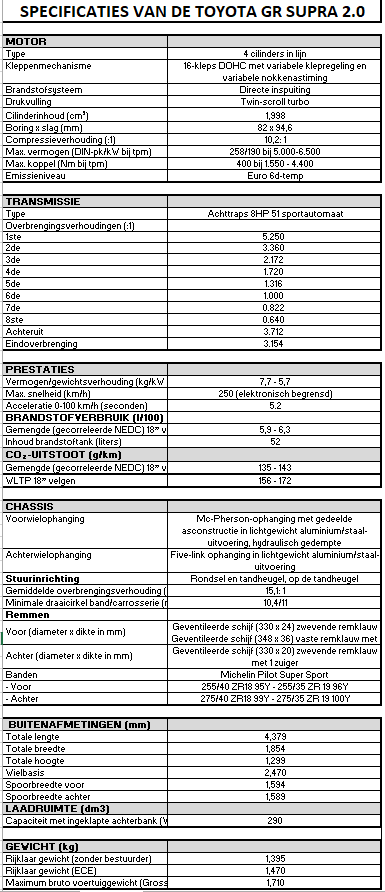 SPECIFICATIES VAN DE TOYOTA GR SUPRA 2.0
MOTOR
Type 4 cilinders in lijn
Kleppenmechanisme 16-kleps DOHC met variabele klepregeling en
variabele nokkenastiming
Brandstofsysteem Directe inspuiting
Drukvulling Twin-scroll turbo
Cilinderinhoud (cm³) 1,998
Boring x slag (mm) 82 x 94,6
Compressieverhouding (:1) 10,2: 1
Max. vermogen (DIN-pk/kW bij tpm) 258/190 bij 5.000-6.500
Max. koppel (Nm bij tpm) 400 bij 1.550 - 4.400
Emissieniveau Euro 6d-temp
TRANSMISSIE
Type Achttraps 8HP 51 sportautomaat
Overbrengingsverhoudingen (:1)
1ste 5.250
2de 3.360
3de 2.172
4de 1.720
5de 1.316
6de 1.000
7de 0.822
8ste 0.640
Achteruit 3.712
Eindoverbrenging 3.154
PRESTATIES
Vermogen/gewichtsverhouding (kg/kW 7,7 - 5,7
Max. snelheid (km/h) 250 (elektronisch begrensd)
Acceleratie 0-100 km/h (seconden) 5.2
BRANDSTOFVERBRUIK (l/100)
Gemengde (gecorreleerde NEDC) 18" v 5,9 - 6,3
Inhoud brandstoftank (liters) 52
CO₂-UITSTOOT (g/km)
Gemengde (gecorreleerde NEDC) 18" v 135 - 143
WLTP 18" velgen 156 - 172
CHASSIS
Voorwielophanging Mc-Pherson-ophanging met gedeelde
asconstructie in lichtgewicht aluminium/staal-
uitvoering, hydraulisch gedempte
Achterwielophanging Five-link ophanging in lichtgewicht aluminium/staal-
uitvoering
Stuurinrichting Rondsel en tandheugel, op de tandheugel
Gemiddelde overbrengingsverhouding ( 15,1: 1
Minimale draaicirkel band/carrosserie (r 10,4/11
Remmen
Voor (diameter x dikte in mm) Geventileerde schijf (330 x 24) zwevende remklauw
Geventileerde schijf (348 x 36) vaste remklauw met
Achter (diameter x dikte in mm) Geventileerde schijf (330 x 20) zwevende remklauw
met 1 zuiger
Banden Michelin Pilot Super Sport
- Voor 255/40 ZR18 95Y - 255/35 ZR 19 96Y
- Achter 275/40 ZR18 99Y - 275/35 ZR 19 100Y
BUITENAFMETINGEN (mm)
Totale lengte 4,379
Totale breedte 1,854
Totale hoogte 1,299
Wielbasis 2,470
Spoorbreedte voor 1,594
Spoorbreedte achter 1,589
LAADRUIMTE (dm3)
Capaciteit met ingeklapte achterbank (V 290
GEWICHT (kg)
Rijklaar gewicht (zonder bestuurder) 1,395
Rijklaar gewicht (ECE) 1,470
Maximum bruto voertuiggewicht (Gross 1,710